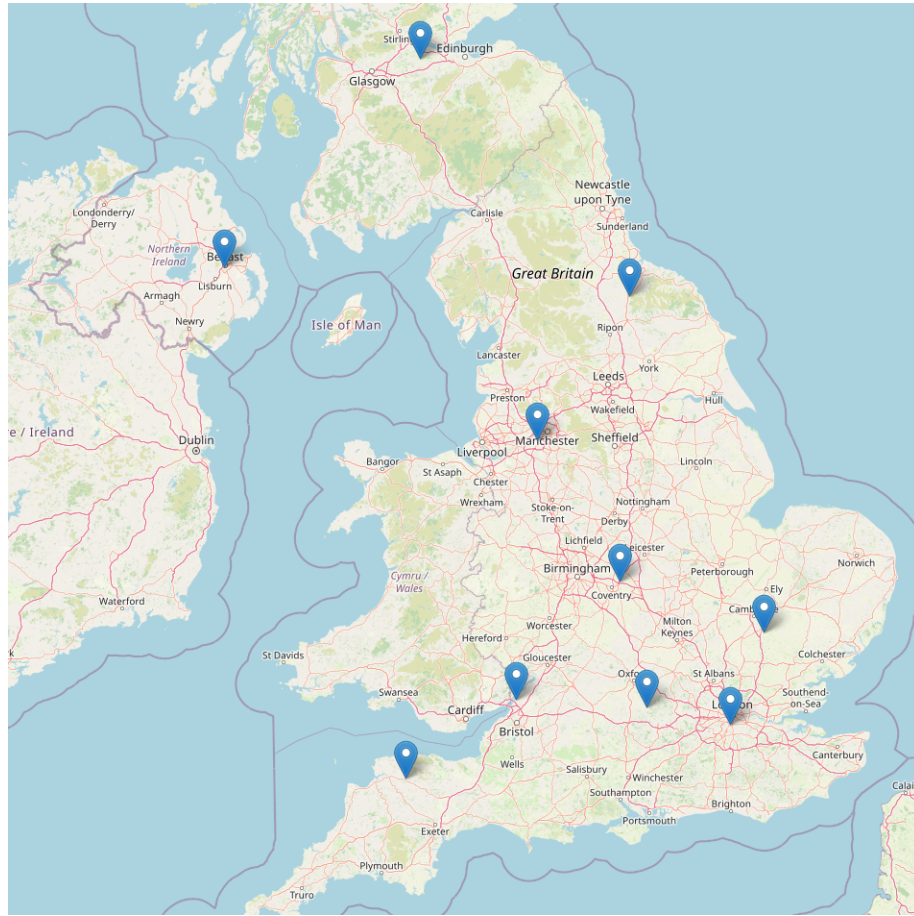 Stirling
Edinburgh
Glasgow
Newcastle
upon Tyne
Londonderry/
Derry
Carlisle
Sunderland
Northern
Ireland
Belfast
Great Britain
Lisburn
Armagh
Newry
Isle of Man
Ripon
Lancaster
York
Leeds
Preston
Hull
Wakefield
re / Ireland
Dublin
Manchester
Sheffield
Liverpool
Bangor
St Asaph
Lincoln
Chester
Wrexham
Stoke-on-
Trent
Nottingham
Derby
Lichfield
Leicester
Norwich
Birmingham
Peterborough
Cymru /
Wales
Ely
Coventry
Waterford
Cambridge
Worcester
Milton
Keynes
Hereford
St Davids
Gloucester
Colchester
Oxford
St Albans
Swansea
Southend-
on-Sea
Cardiff
London
Bristol
Canterbury
Wells
Salisbury
Winchester
Calai
Southampton
Brighton
Portsmouth
Exeter
Plymouth
Truro